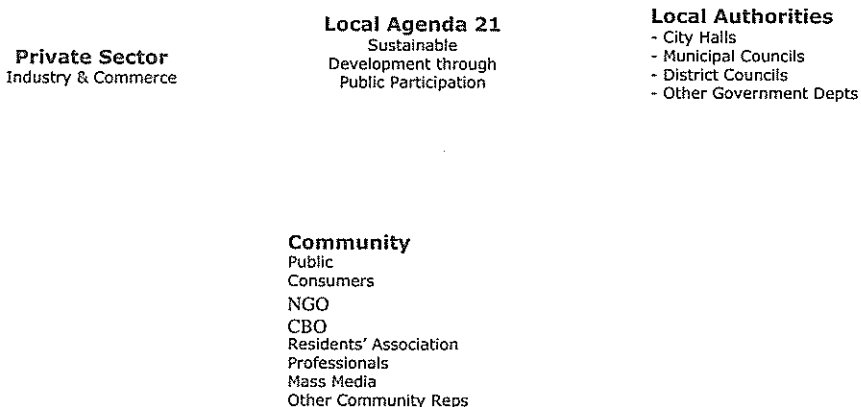 Private Sector
Industry & Commerce
Local Agenda 21
Sustainable
Development through
Public Participation
Local Authorities
- City Halls
- Municipal Councils
- District Councils
- Other Government Depts
Community
Public
Consumers
NGO
CBO
Residents' Association
Professionals
Mass Media
Other Community Reps